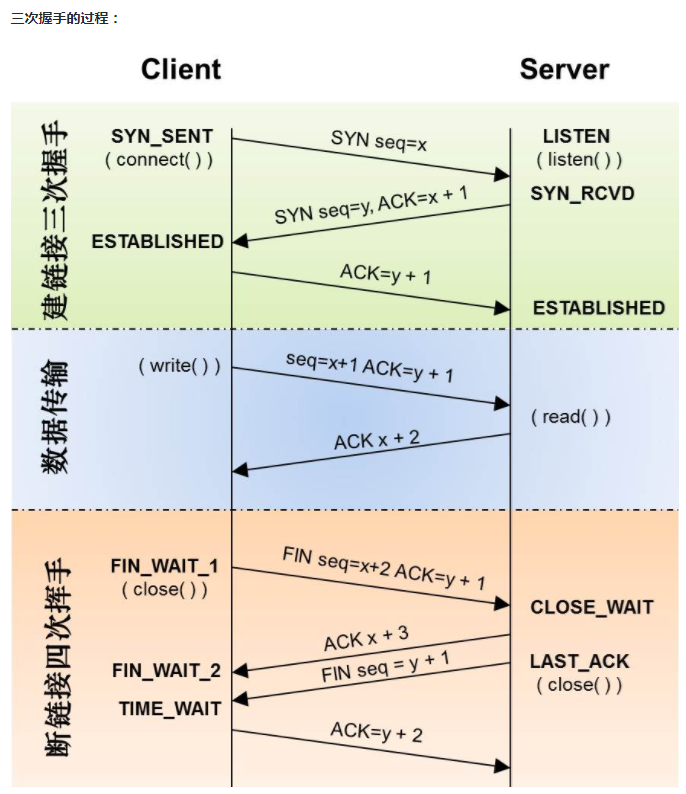 三次握手的过程：
Client
Server
建链接三次握手
SYN_SENT
( connect( ) )
SYN seq=x
LISTEN
( listen( ) )
SYN_RCVD
SYN seq=y, ACK=x + 1
ESTABLISHED
ACK=y + 1
ESTABLISHED
数据传输
( write( ) )
seq=x+1 ACK=y + 1
( read( ) )
ACK x + 2
断链接四次挥手
FIN_WAIT_1
( close( ) )
FIN seq=x+2 ACK=y + 1
CLOSE_WAIT
ACK x + 3
FIN_WAIT_2
FIN seq = y + 1
LAST_ACK
( close( ) )
TIME_WAIT
ACK=y + 2